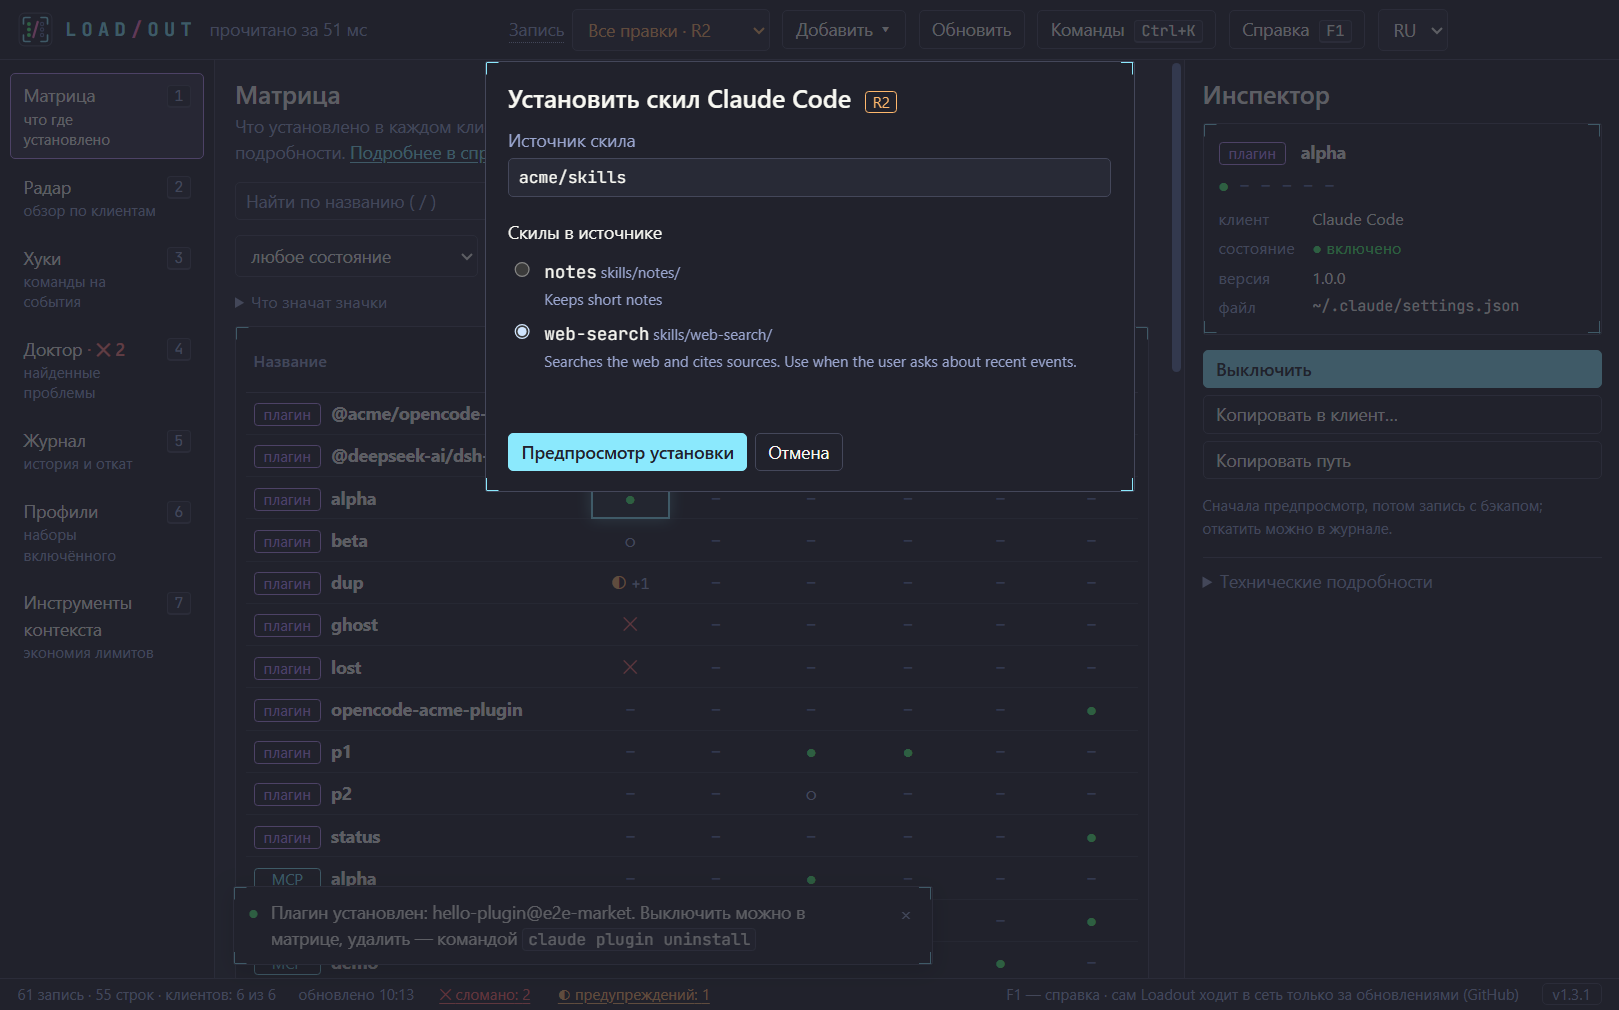 LOAD/OUT прочитано за 51 мс Запись Все правки · R2 Добавить ▾ Обновить Команды Ctrl+K Справка F1 RU
Матрица 1
что где
установлено
Радар 2
обзор по клиентам
Хуки 3
команды на
события
Доктор · ✕ 2 4
найденные
проблемы
Журнал 5
история и откат
Профили 6
наборы
включённого
Инструменты 7
контекста
экономия лимитов
Матрица
Что установлено в каждом кли
подробности. Подробнее в спр
Найти по названию ( / )
любое состояние
Что значат значки
Название
плагин @acme/opencode-
плагин @deepseek-ai/dsh-
плагин alpha ● – – – – –
плагин beta ○ – – – – –
плагин dup ◐ +1 – – – – –
плагин ghost ✕ – – – – –
плагин lost ✕ – – – – –
плагин opencode-acme-plugin – – – – – ●
плагин p1 – – ● ● – –
плагин p2 – – ○ – – –
плагин status – – – – – ●
MCP alpha – – ● – – –
MCP demo
Установить скил Claude Code R2
Источник скила
acme/skills
Скилы в источнике
notes skills/notes/
Keeps short notes
web-search skills/web-search/
Searches the web and cites sources. Use when the user asks about recent events.
Предпросмотр установки Отмена
Плагин установлен: hello-plugin@e2e-market. Выключить можно в ×
матрице, удалить — командой claude plugin uninstall
Инспектор
плагин alpha
● – – – – –
клиент Claude Code
состояние ● включено
версия 1.0.0
файл ~/.claude/settings.json
Выключить
Копировать в клиент...
Копировать путь
Сначала предпросмотр, потом запись с бэкапом;
откатить можно в журнале.
Технические подробности
61 запись · 55 строк · клиентов: 6 из 6 обновлено 10:13 ✕ сломано: 2 ◐ предупреждений: 1 F1 — справка · сам Loadout ходит в сеть только за обновлениями (GitHub) v1.3.1